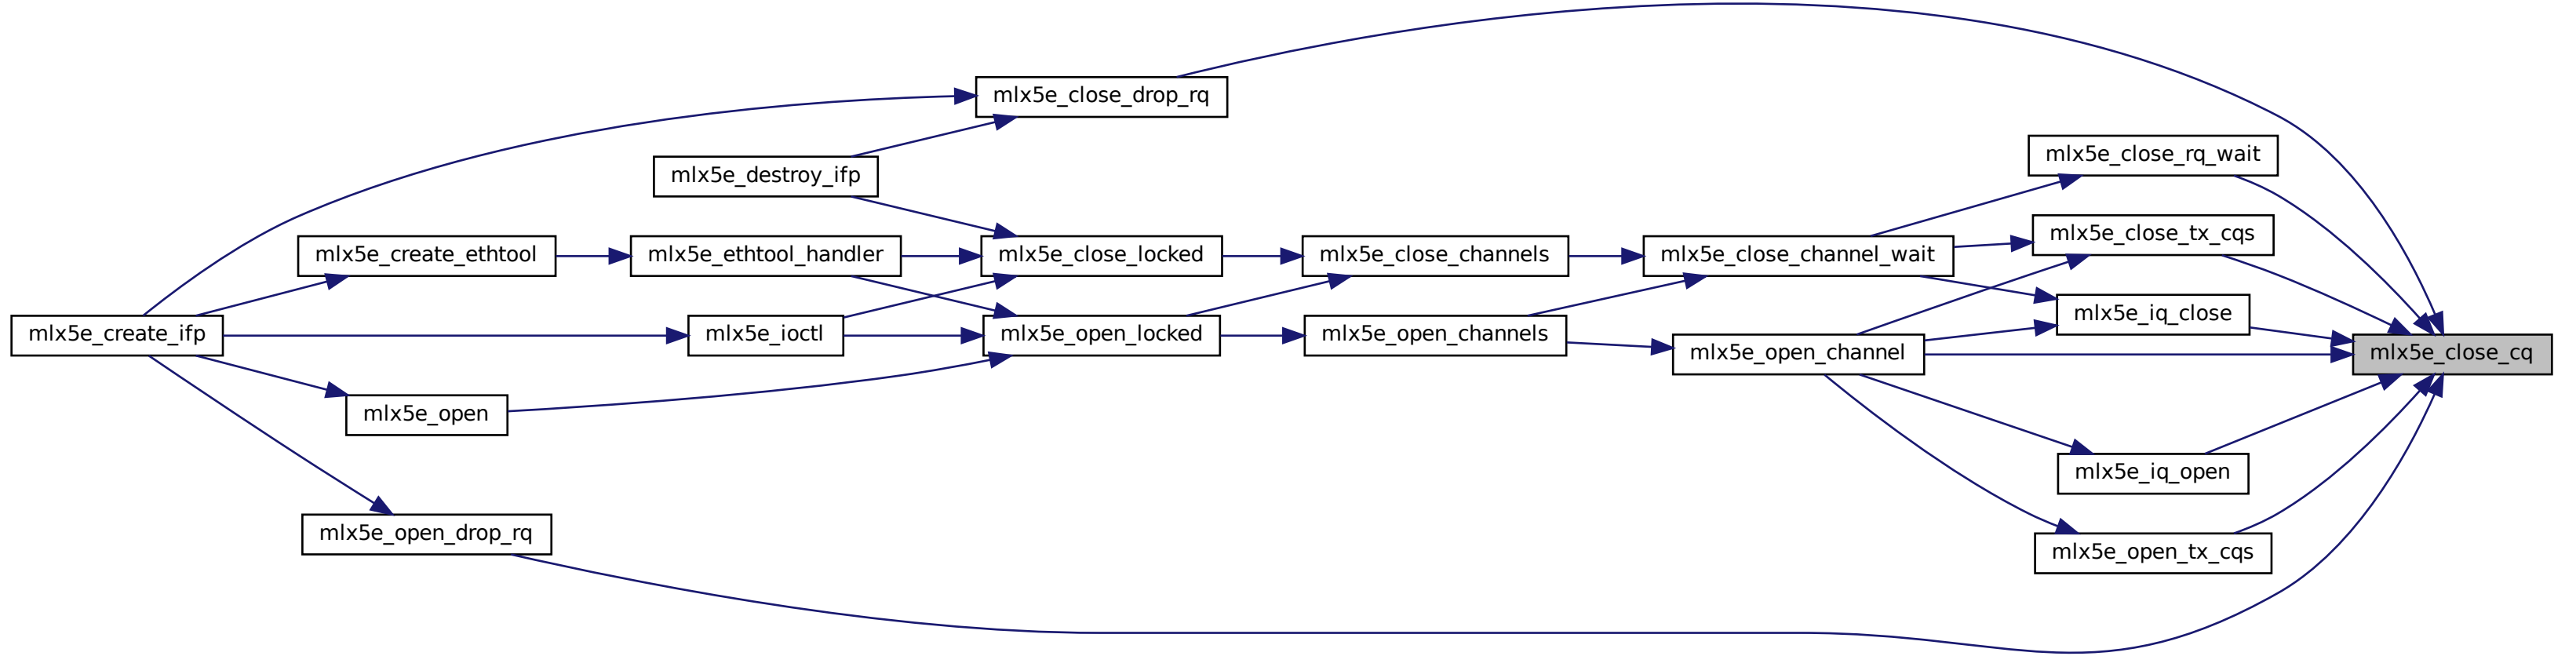 mlx5e_close_drop_rq
mlx5e_close_rq_wait
mlx5e_destroy_ifp
mlx5e_close_tx_cqs
mlx5e_create_ethtool
mlx5e_ethtool_handler
mlx5e_close_locked
mlx5e_close_channels
mlx5e_close_channel_wait
mlx5e_iq_close
mlx5e_create_ifp
mlx5e_ioctl
mlx5e_open_locked
mlx5e_open_channels
mlx5e_open_channel
mlx5e_close_cq
mlx5e_open
mlx5e_iq_open
mlx5e_open_drop_rq
mlx5e_open_tx_cqs